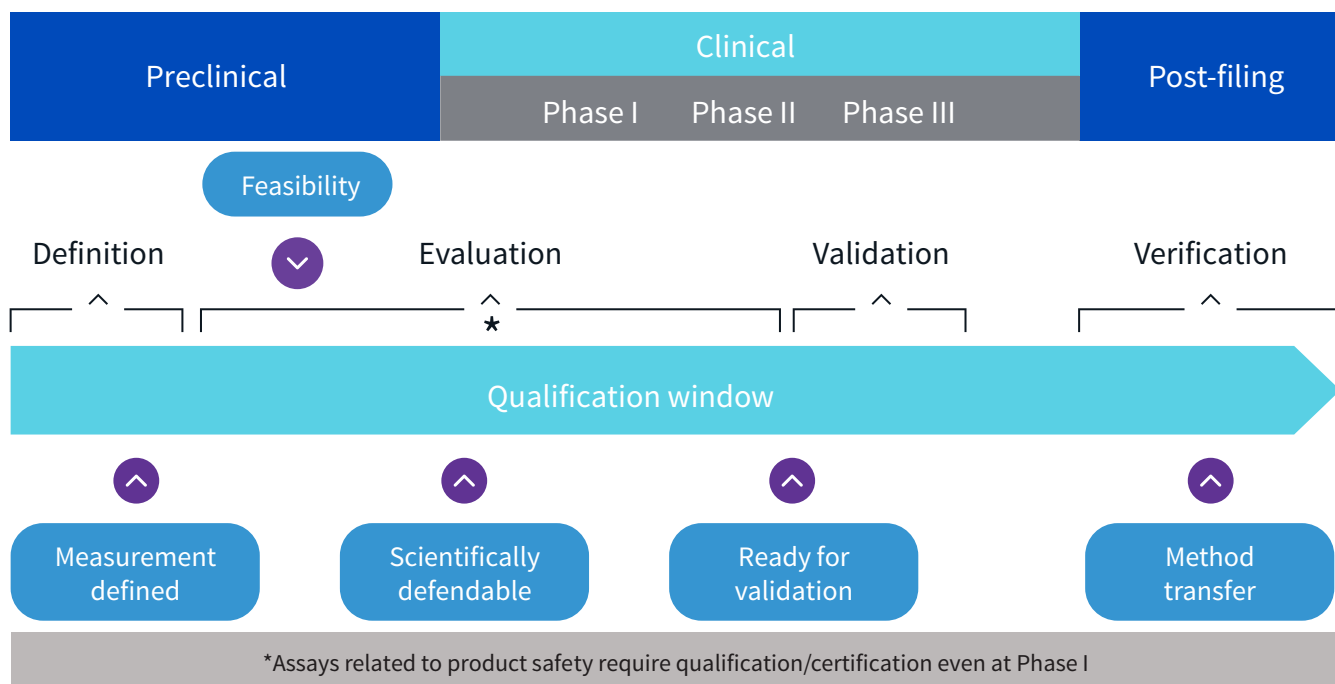 Preclinical
Clinical
Post-filing
Phase I
Phase II
Phase III
Feasibility
Definition
Evaluation
Validation
Verification
*
Qualification window
Measurement
defined
Scientifically
defendable
Ready for
validation
Method
transfer
*Assays related to product safety require qualification/certification even at Phase I